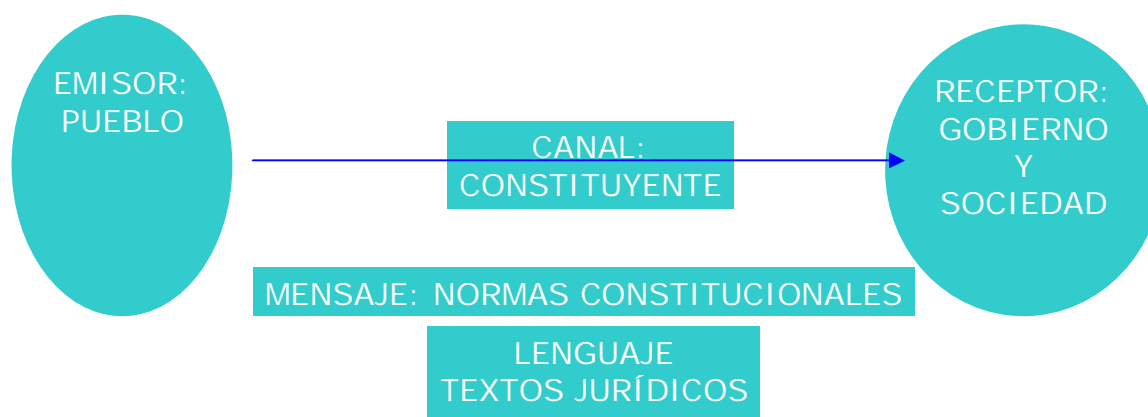 EMISOR:
PUEBLO
CANAL:
CONSTITUYENTE
RECEPTOR:
GOBIERNO
Y
SOCIEDAD
MENSAJE: NORMAS CONSTITUCIONALES
LENGUAJE
TEXTOS JURÍDICOS